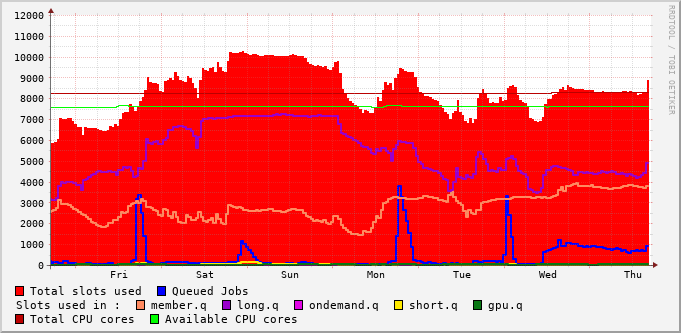 12000
11000
10000
9000
8000
7000
6000
5000
4000
3000
2000
1000
0
Fri Sat Sun Mon Tue Wed Thu
RRDTOOL / TOBI OETIKER
Total slots used Queued Jobs
Slots used in : member.q long.q ondemand.q short.q gpu.q
Total CPU cores Available CPU cores